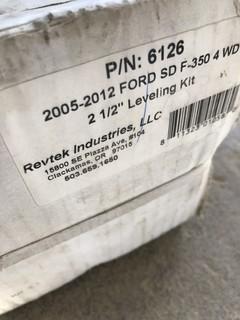 P/N: 6126
2005-2012 FORD SD F-350 4 WD
2 1/2" Leveling Kit
Revtek Industries, LLC
15800 SE Piazza Ave, #104
Clackamas, OR 97015
503.659.1650